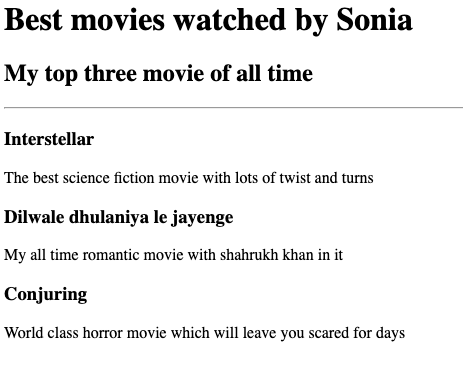 Best movies watched by Sonia
My top three movie of all time
Interstellar
The best science fiction movie with lots of twist and turns
Dilwale dhulaniya le jayenge
My all time romantic movie with shahrukh khan in it
Conjuring
World class horror movie which will leave you scared for days